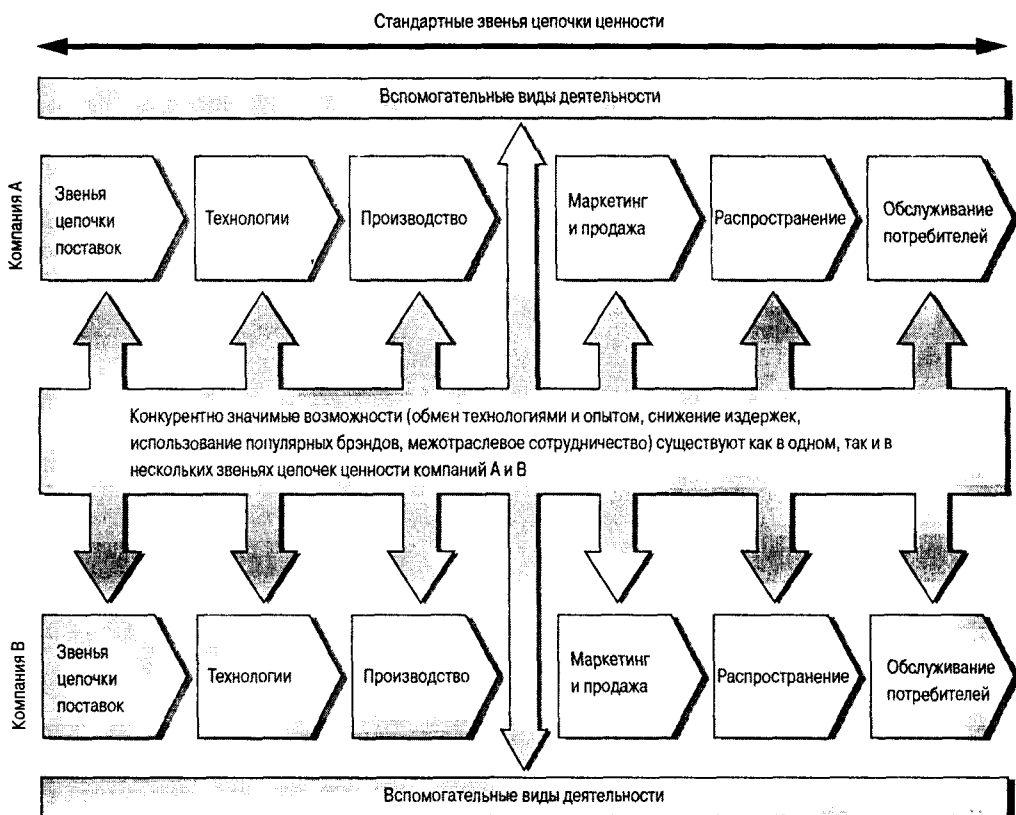 Стандартные звенья цепочки ценности
Вспомогательные виды деятельности
Компания А
Звенья
цепочки
поставок
Технологии
Производство
Маркетинг
и продажа
Распространение
Обслуживание
потребителей
Конкурентно значимые возможности (обмен технологиями и опытом, снижение издержек,
использование популярных брэндов, межотраслевое сотрудничество) существуют как в одном, так и в
нескольких звеньях цепочек ценности компаний А и В
Компания В
Звенья
цепочки
поставок
Технологии
Производство
Маркетинг
и продажа
Распространение
Обслуживание
потребителей
Вспомогательные виды деятельности